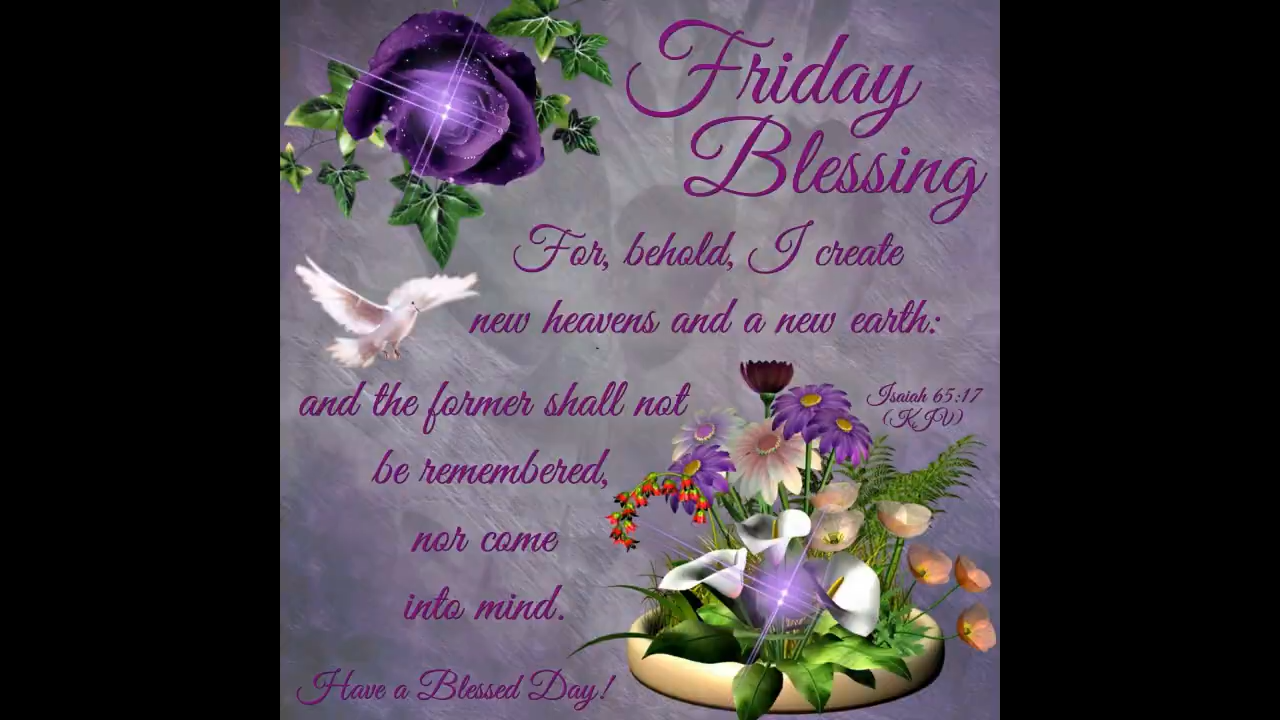 Friday
Blessing
For, behold, I create
new heavens and a new earth:
and the former shall not
Isaiah 65:17
(KJV)
be remembered,
nor come
into mind.
Have a Blessed Day!